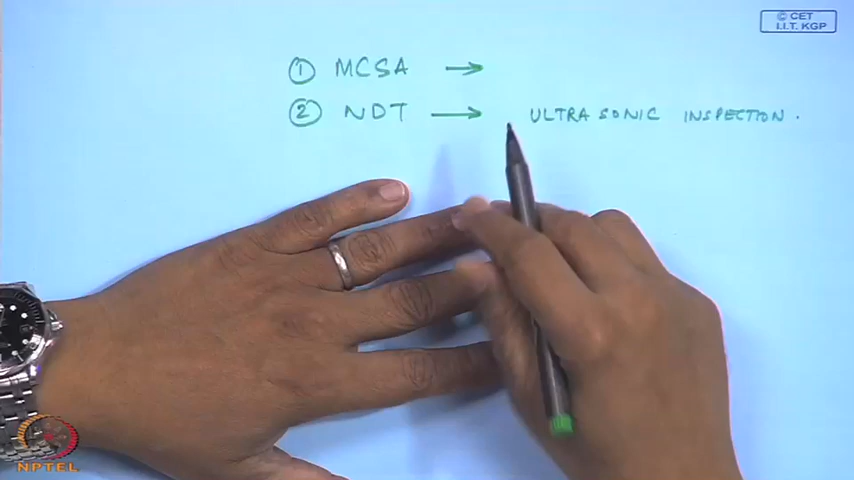 © CET
I.I.T. KGP
① MCSA →
② NDT → ULTRASONIC INSPECTION.
NPTEL